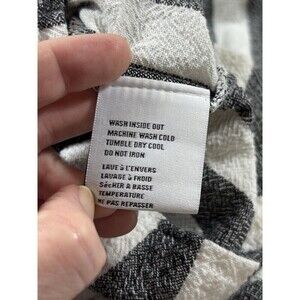 WASH INSIDE OUT
MACHINE WASH COLD
TUMBLE DRY COOL
DO NOT IRON
LAVE À L'ENVERS
LAVAGE À FROID
SÉCHER À BASSE
TEMPERATURE
NE PAS REPASSER